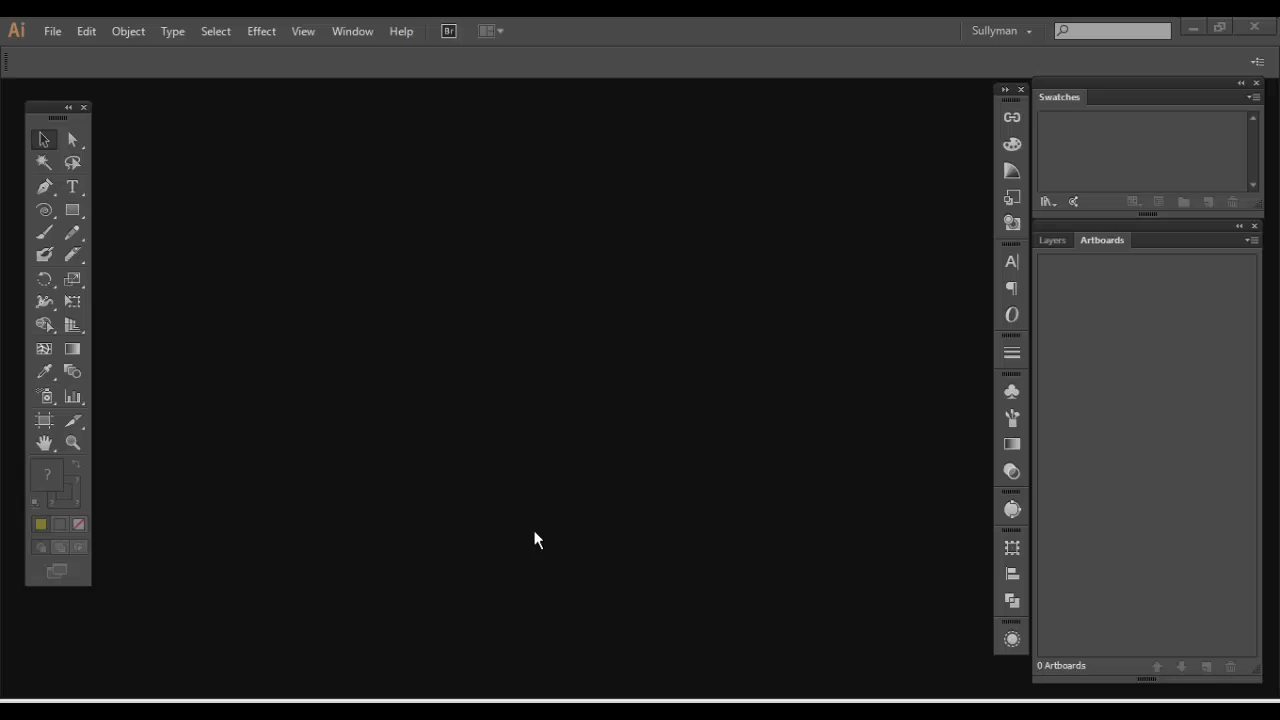 Ai File Edit Object Type Select Effect View Window Help Br Sullyman
Swatches
Layers Artboards
0 Artboards